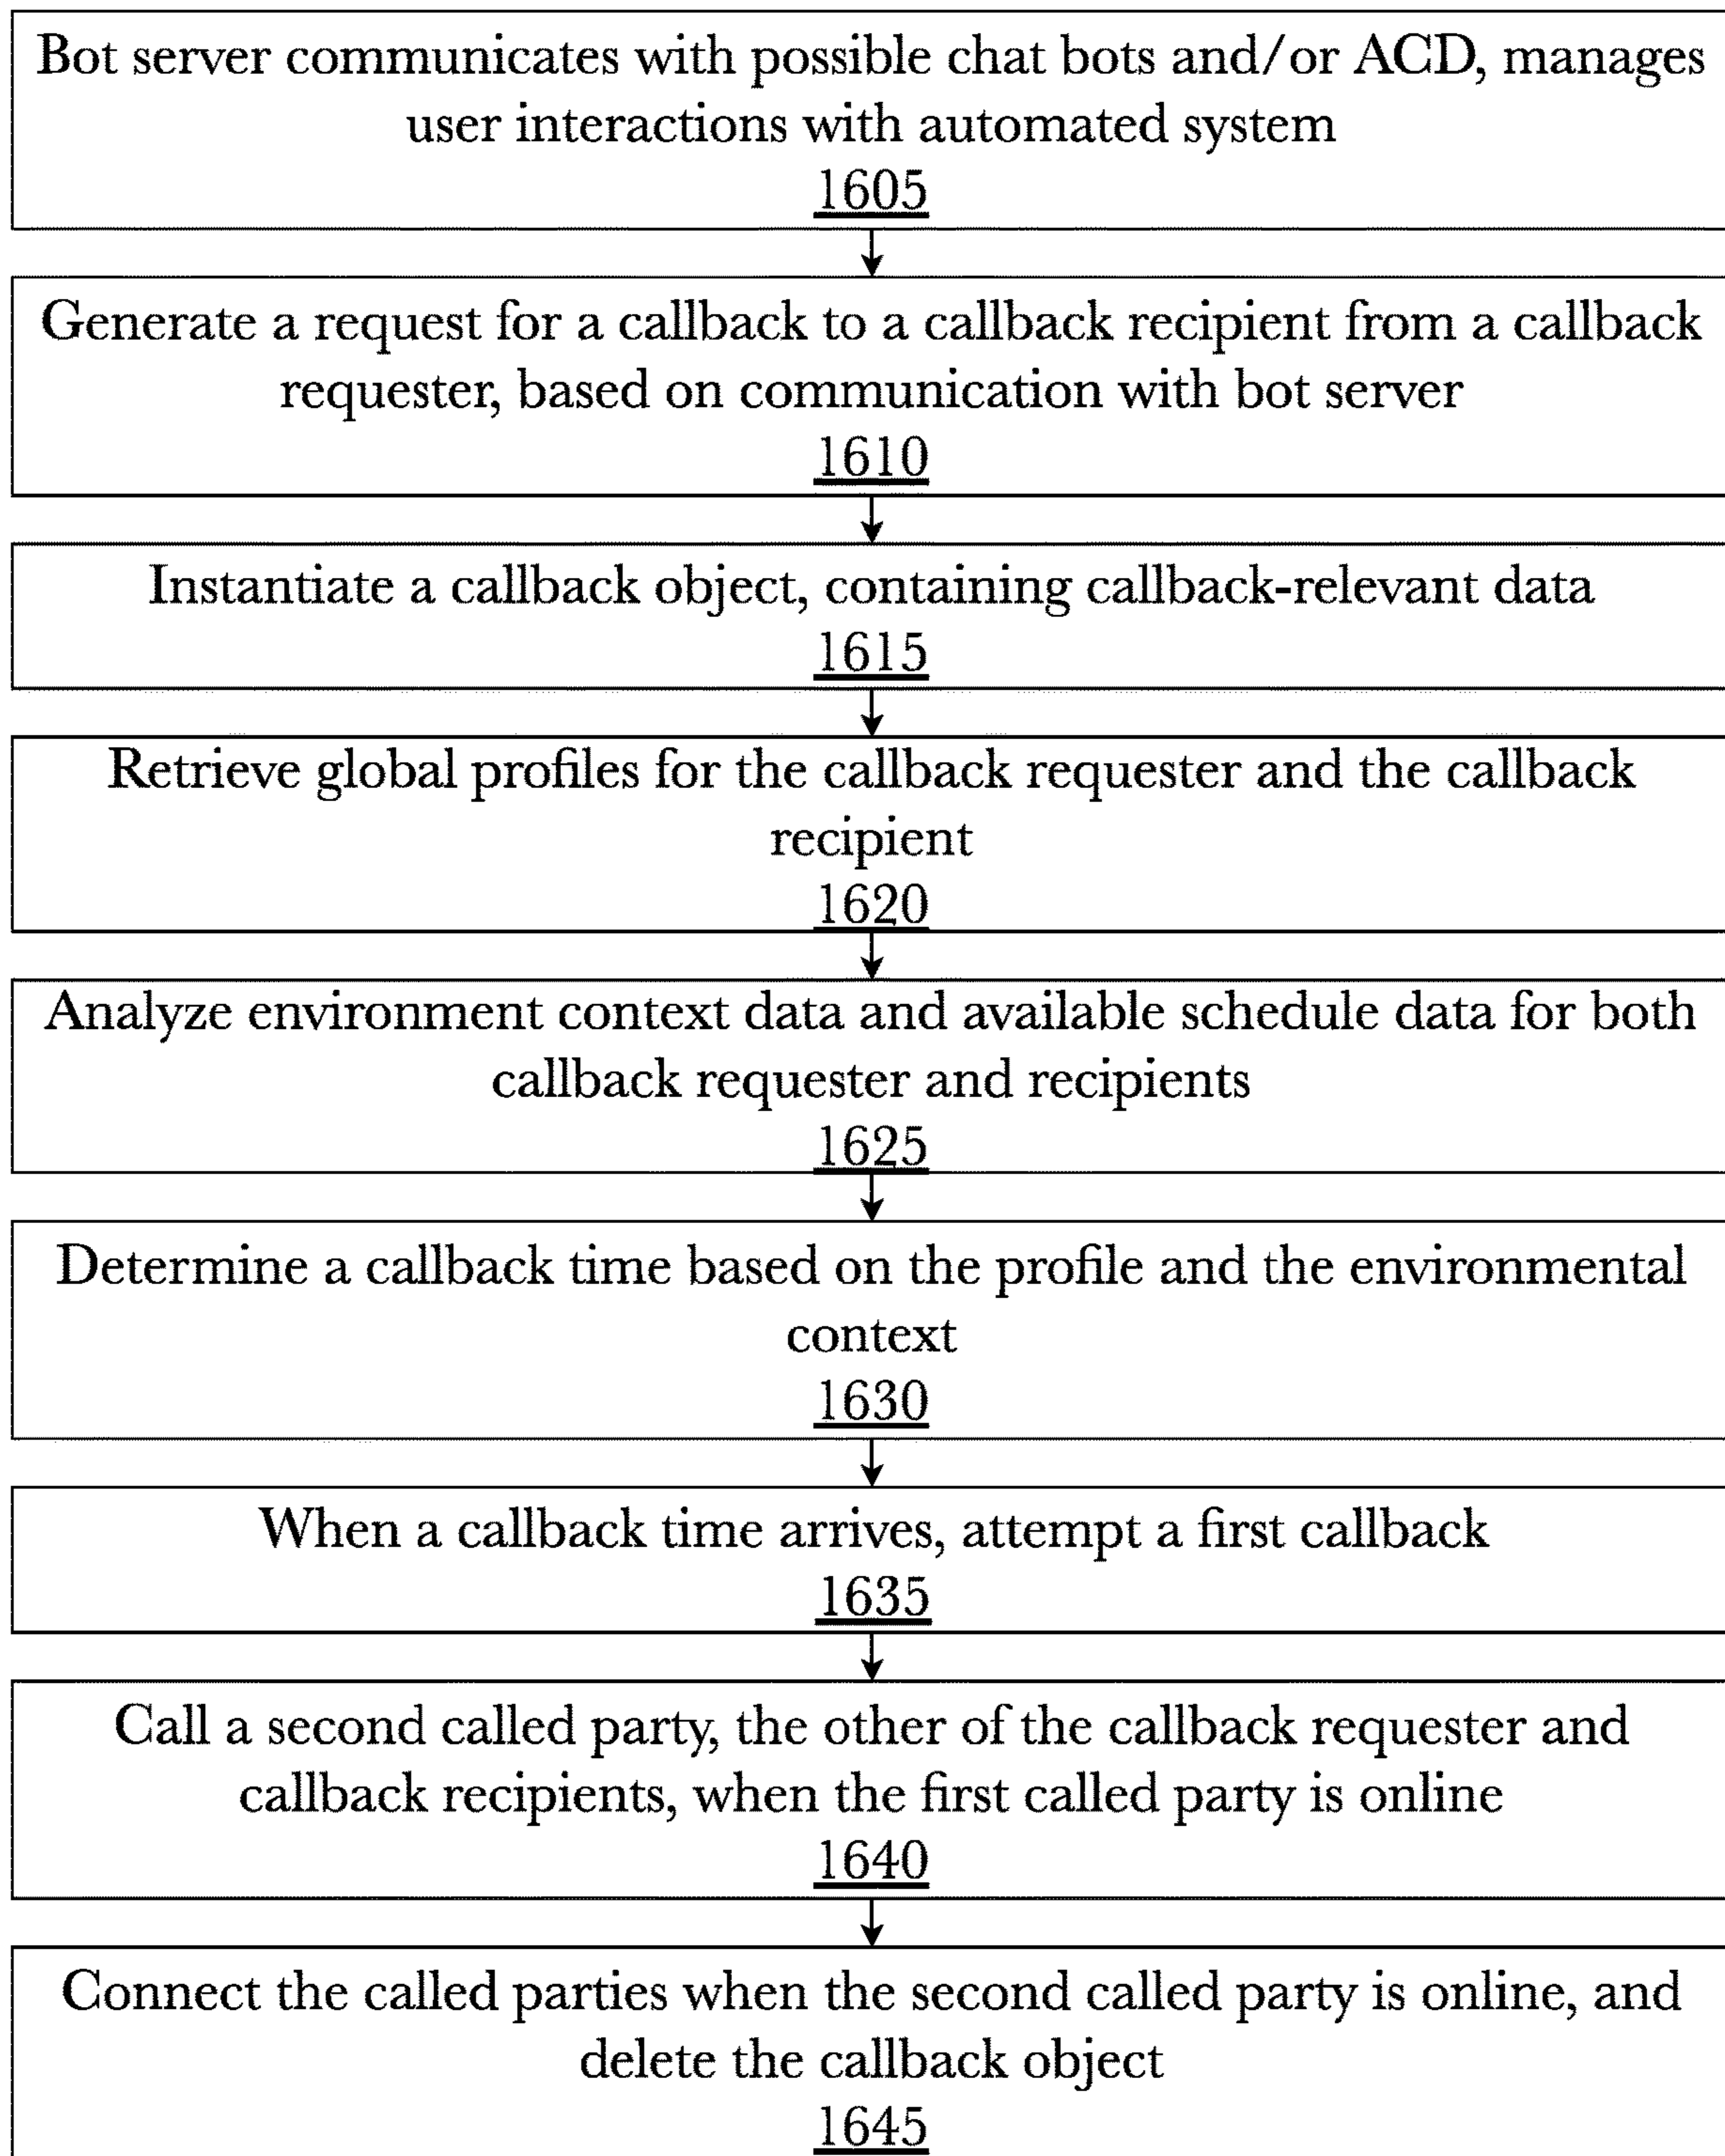 Bot server communicates with possible chat bots and/or ACD, manages
user interactions with automated system
1605
Generate a request for a callback to a callback recipient from a callback
requester, based on communication with bot server
1610
Instantiate a callback object, containing callback-relevant data
1615
Retrieve global profiles for the callback requester and the callback
recipient
1620
Analyze environment context data and available schedule data for both
callback requester and recipients
1625
Determine a callback time based on the profile and the environmental
context
1630
When a callback time arrives, attempt a first callback
1635
Call a second called party, the other of the callback requester and
callback recipients, when the first called party is online
1640
Connect the called parties when the second called party is online, and
delete the callback object
1645